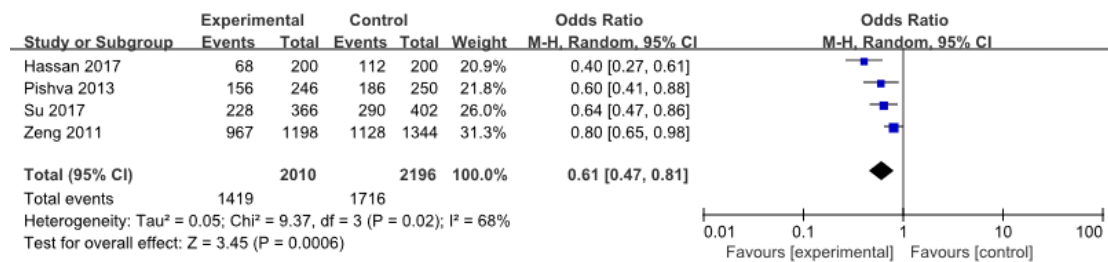 Experimental Control Odds Ratio Odds Ratio
Study or Subgroup Events Total Events Total Weight M-H, Random, 95% CI M-H, Random, 95% CI
Hassan 2017 68 200 112 200 20.9% 0.40 [0.27, 0.61]
Pishva 2013 156 246 186 250 21.8% 0.60 [0.41, 0.88]
Su 2017 228 366 290 402 26.0% 0.64 [0.47, 0.86]
Zeng 2011 967 1198 1128 1344 31.3% 0.80 [0.65, 0.98]
Total (95% CI) 2010 2196 100.0% 0.61 [0.47, 0.81]
Total events 1419 1716
Heterogeneity: Tau² = 0.05; Chi² = 9.37, df = 3 (P = 0.02); I² = 68%
Test for overall effect: Z = 3.45 (P = 0.0006)
0.01 0.1 1 10 100
Favours [experimental] Favours [control]